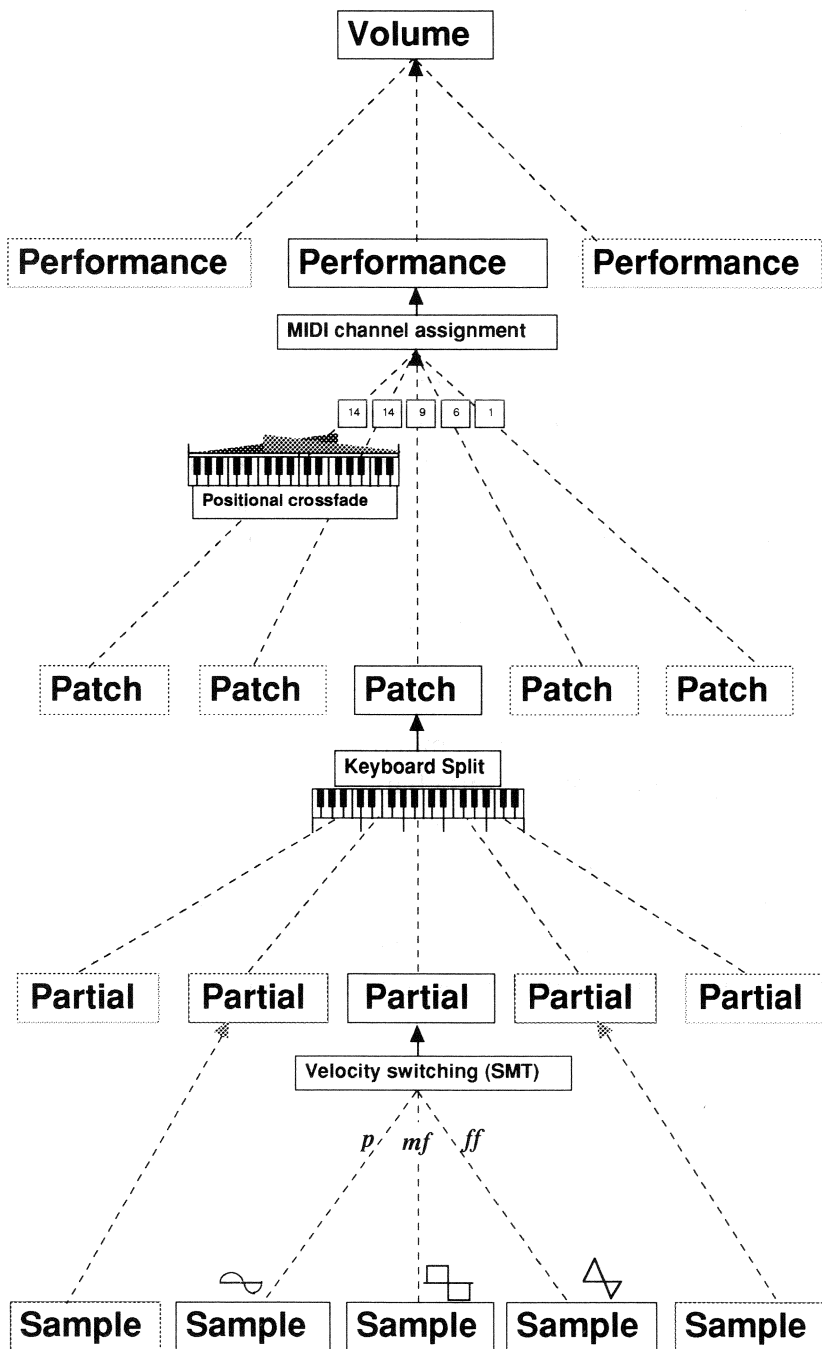 Volume
Performance Performance Performance
MIDI channel assignment
14 14 9 6 1
Positional crossfade
Patch Patch Patch Patch Patch
Keyboard Split
Partial Partial Partial Partial Partial
Velocity switching (SMT)
p mf ff
Sample Sample Sample Sample Sample